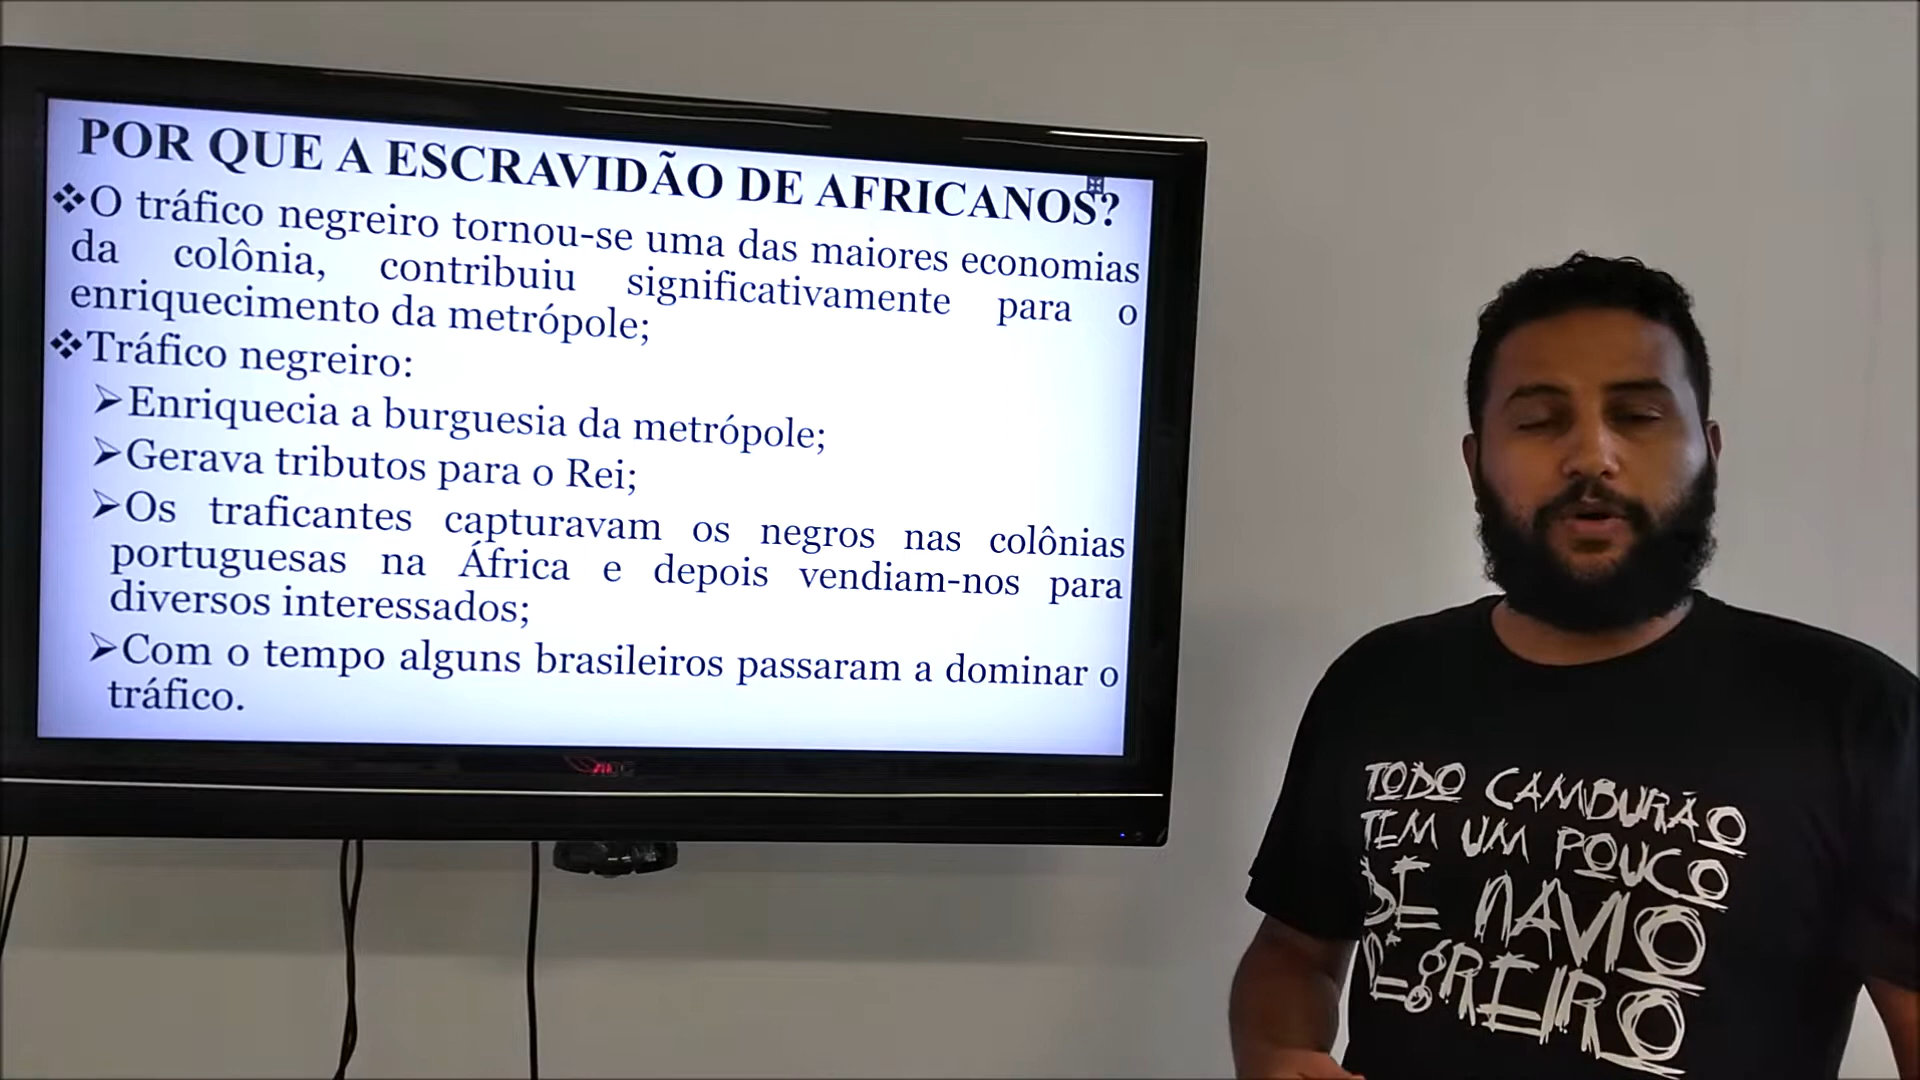 POR QUE A ESCRAVIDÃO DE AFRICANOS?
❖O tráfico negreiro tornou-se uma das maiores economias
da colônia, contribuiu significativamente para o
enriquecimento da metrópole;
❖Tráfico negreiro:
➢Enriquecia a burguesia da metrópole;
➢Gerava tributos para o Rei;
➢Os traficantes capturavam os negros nas colônias
portuguesas na África e depois vendiam-nos para
diversos interessados;
➢Com o tempo alguns brasileiros passaram a dominar o
tráfico.
AOC
TODO CAMBURÃO
TEM UM POUCO
DE NAVIO
NEGREIRO